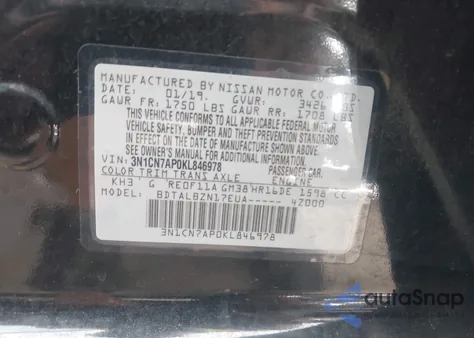 MANUFACTURED BY NISSAN MOTOR CO., LTD.
DATE: 01/19. GVWR: 3426 LBS
GAWR FR: 1750 LBS GAWR RR: 1708 LBS
THIS VEHICLE CONFORMS TO ALL APPLICABLE FEDERAL MOTOR
VEHICLE SAFETY, BUMPER AND THEFT PREVENTION STANDARDS
IN EFFECT ON THE DATE OF MANUFACTURE SHOWN ABOVE.
SEE OWNER'S MANUAL FOR ADDITIONAL INFORMATION.
VIN: 3N1CN7AP0KL846978 PASSENGER CAR
COLOR TRIM TRANS AXLE ENGINE
KH3 G RE0F11A GM38 HR16DE 1598 CC
MODEL: BDTALBZN17EUA----- 4Z000
3N1CN7AP0KL846978
autoSnap